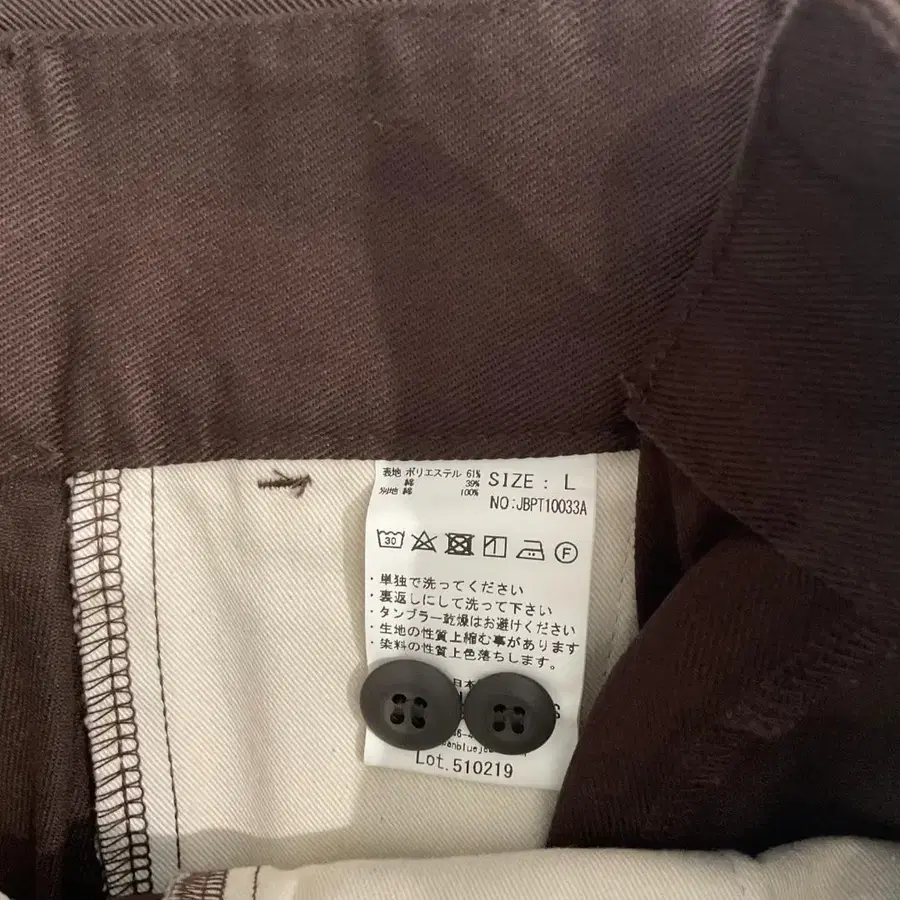 表地 ポリエステル 61%
綿 39%
別地 綿 100%
SIZE : L
NO:JBPT10033A
30
F
・単独で洗ってください
・裏返しにして洗って下さい
・タンブラー乾燥はお避けください
・生地の性質上縮む事があります
・染料の性質上色落ちします。
日本
Lot.510219